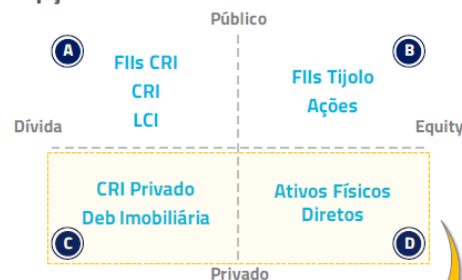 Público
A
B
FIIs CRI
CRI
LCI
FIIs Tijolo
Ações
Dívida
Equity
CRI Privado
Deb Imobiliária
Ativos Físicos
Diretos
C
D
Privado